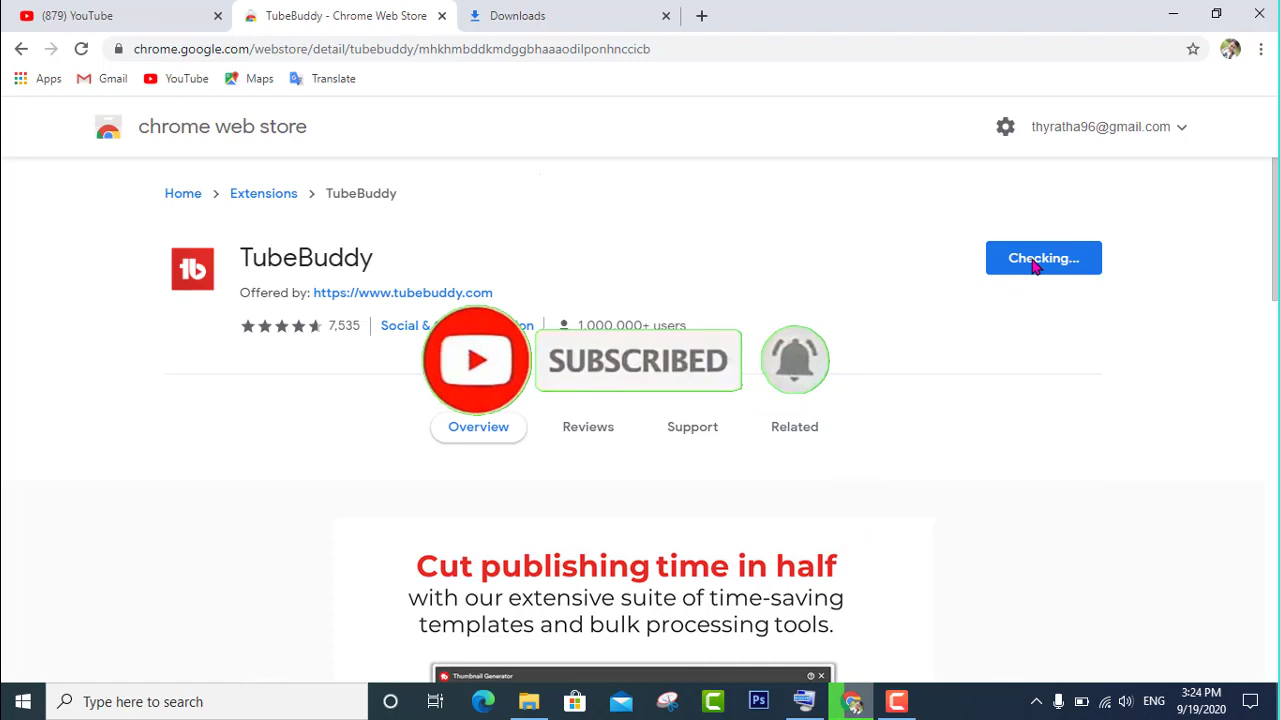 (879) YouTube
TubeBuddy - Chrome Web Store
Downloads
chrome.google.com/webstore/detail/tubebuddy/mhkhmbddkmdggbhaaaodilponhnccicb
Apps
Gmail
YouTube
Maps
Translate
chrome web store
thyratha96@gmail.com
Home > Extensions > TubeBuddy
tb
TubeBuddy
Checking...
Offered by: https://www.tubebuddy.com
7,535
Social &
1,000,000+ users
SUBSCRIBED
Overview
Reviews
Support
Related
Cut publishing time in half
with our extensive suite of time-saving
templates and bulk processing tools.
Thumbnail Generator
Type here to search
Ps
ENG
3:24 PM
9/19/2020